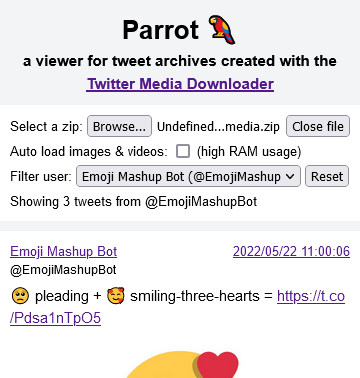 Parrot 🦜
a viewer for tweet archives created with the
Twitter Media Downloader
Select a zip: Browse... Undefined...media.zip Close file
Auto load images & videos: (high RAM usage)
Filter user: Emoji Mashup Bot (@EmojiMashup Reset
Showing 3 tweets from @EmojiMashupBot
Emoji Mashup Bot 2022/05/22 11:00:06
@EmojiMashupBot
🥺 pleading + 🥰 smiling-three-hearts = https://t.co
/Pdsa1nTpO5